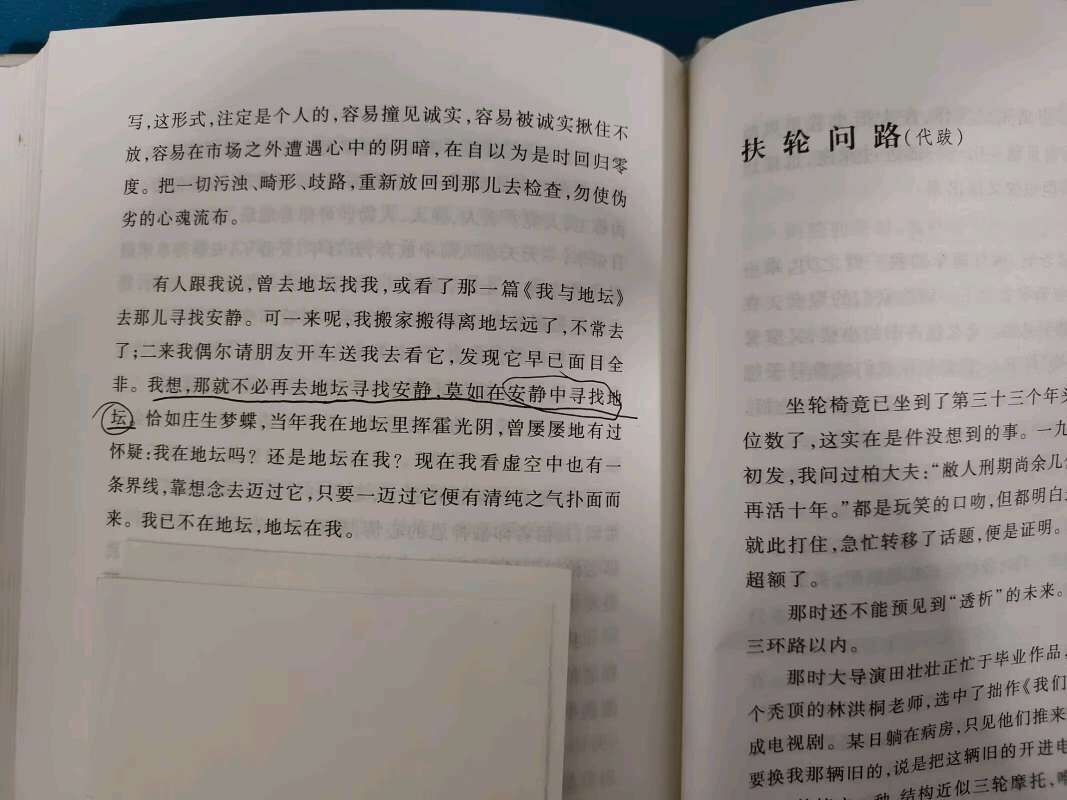 写,这形式,注定是个人的,容易撞见诚实,容易被诚实揪住不
放,容易在市场之外遭遇心中的阴暗,在自以为是时回归零
度。把一切污浊、畸形、歧路,重新放回到那儿去检查,勿使伪
劣的心魂流布。
有人跟我说,曾去地坛找我,或看了那一篇《我与地坛》
去那儿寻找安静。可一来呢,我搬家搬得离地坛远了,不常去
了;二来我偶尔请朋友开车送我去看它,发现它早已面目全
非。我想,那就不必再去地坛寻找安静,莫如在安静中寻找地
坛。恰如庄生梦蝶,当年我在地坛里挥霍光阴,曾屡屡地有过
怀疑:我在地坛吗?还是地坛在我?现在我看虚空中也有一
条界线,靠想念去迈过它,只要一迈过它便有清纯之气扑面而
来。我已不在地坛,地坛在我。
扶轮问路(代跋)
坐轮椅竟已坐到了第三十三个年
位数了,这实在是件没想到的事。一九
初发,我问过柏大夫:“敝人刑期尚余几
再活十年。”都是玩笑的口吻,但都明白
就此打住,急忙转移了话题,便是证明。
超额了。
那时还不能预见到“透析”的未来。
三环路以内。
那时大导演田壮壮正忙于毕业作品,
个秃顶的林洪桐老师,选中了拙作《我们
成电视剧。某日躺在病房,只见他们推来
要换我那辆旧的,说是把这辆旧的开进电
一种,结构近似三轮摩托,